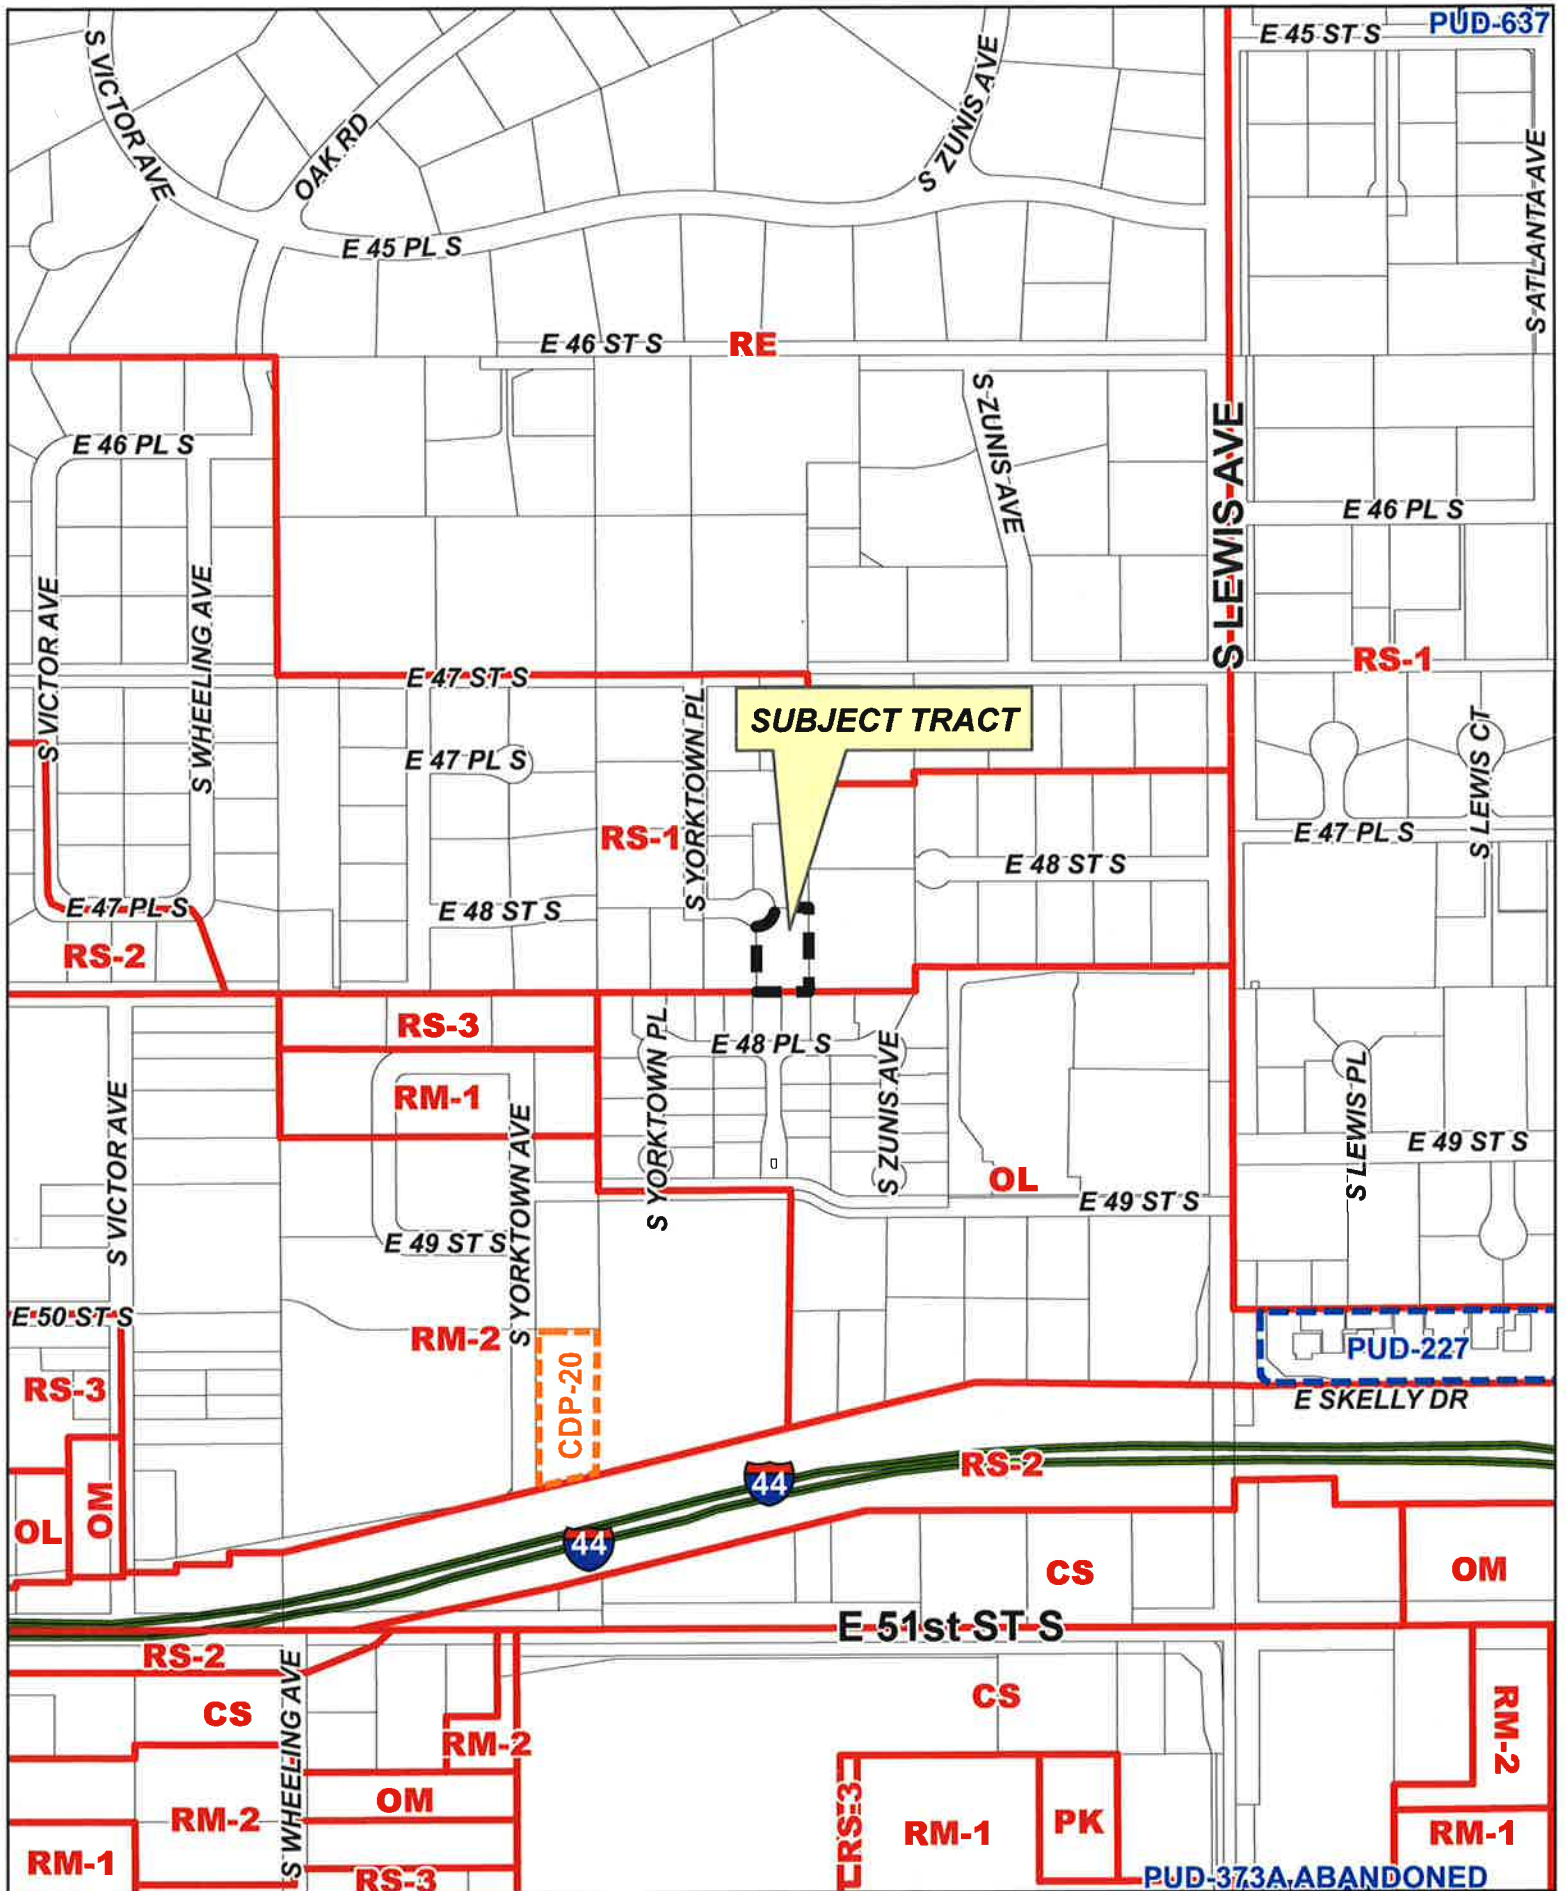 PUD-637
E 45 ST S
S VICTOR AVE
OAK RD
S ZUNIS AVE
S ATLANTA AVE
E 45 PL S
E 46 ST S
RE
S ZUNIS AVE
S LEWIS AVE
E 46 PL S
E 46 PL S
S VICTOR AVE
S WHEELING AVE
RS-1
E 47 ST S
S YORKTOWN PL
SUBJECT TRACT
E 47 PL S
S LEWIS CT
RS-1
E 47 PL S
E 48 ST S
E 47 PL S
E 48 ST S
RS-2
RS-3
S YORKTOWN PL
E 48 PL S
S ZUNIS AVE
RM-1
S VICTOR AVE
S YORKTOWN AVE
S LEWIS PL
E 49 ST S
OL
E 49 ST S
E 49 ST S
E 50 ST S
RM-2
CDP-20
PUD-227
RS-3
E SKELLY DR
RS-2
44
44
OM
OL
CS
OM
E 51st ST S
RS-2
S WHEELING AVE
CS
CS
RM-2
RM-2
OM
RM-2
RS-3
RM-1
PK
RM-1
RM-1
RS-3
PUD-373A ABANDONED